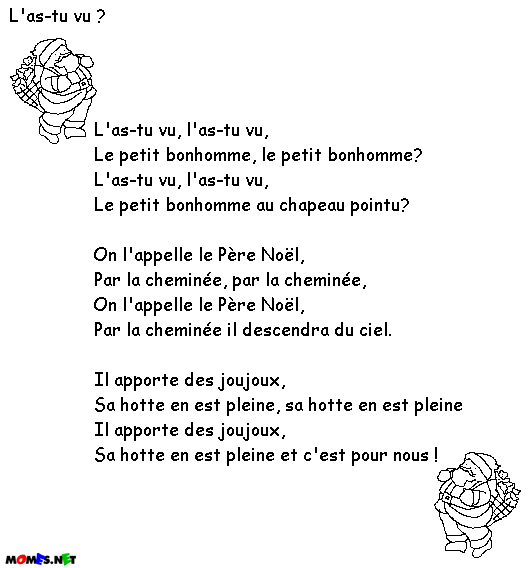 L'as-tu vu ?
L'as-tu vu, l'as-tu vu,
Le petit bonhomme, le petit bonhomme?
L'as-tu vu, l'as-tu vu,
Le petit bonhomme au chapeau pointu?
On l'appelle le Père Noël,
Par la cheminée, par la cheminée,
On l'appelle le Père Noël,
Par la cheminée il descendra du ciel.
Il apporte des joujoux,
Sa hotte en est pleine, sa hotte en est pleine
Il apporte des joujoux,
Sa hotte en est pleine et c'est pour nous !
MOMES.NET